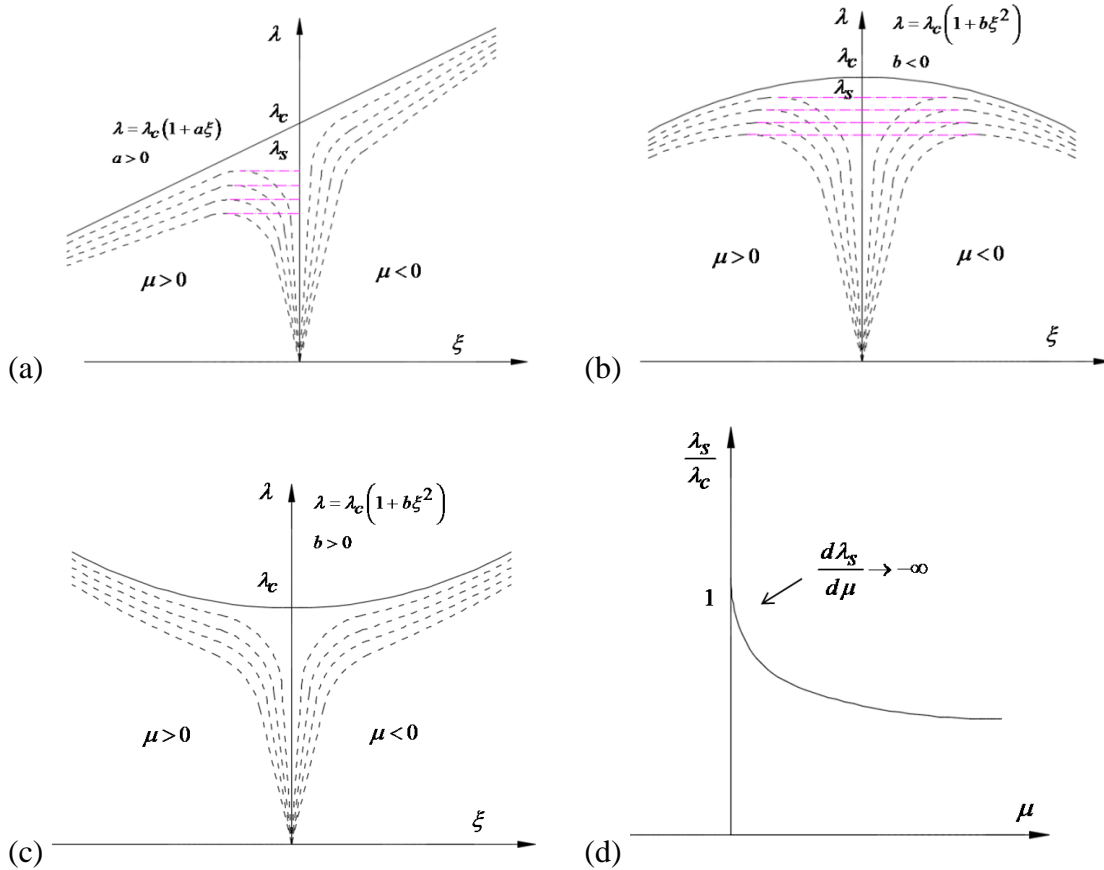 λ
λc
λ = λc(1 + aξ)
a > 0
λs
μ > 0
μ < 0
ξ
(a)
λ
λ = λc(1 + bξ²)
λc
b < 0
λs
μ > 0
μ < 0
ξ
(b)
λ
λ = λc(1 + bξ²)
b > 0
λc
μ > 0
μ < 0
ξ
(c)
λs
λc
dλs
dμ
→ −∞
1
μ
(d)